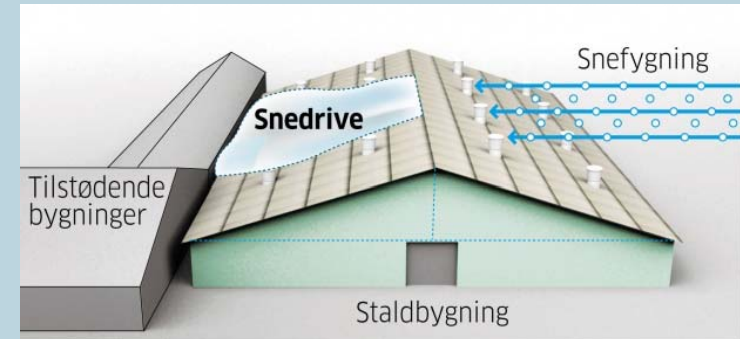 Snefygning
Snedrive
Tilstødende
bygninger
Staldbygning